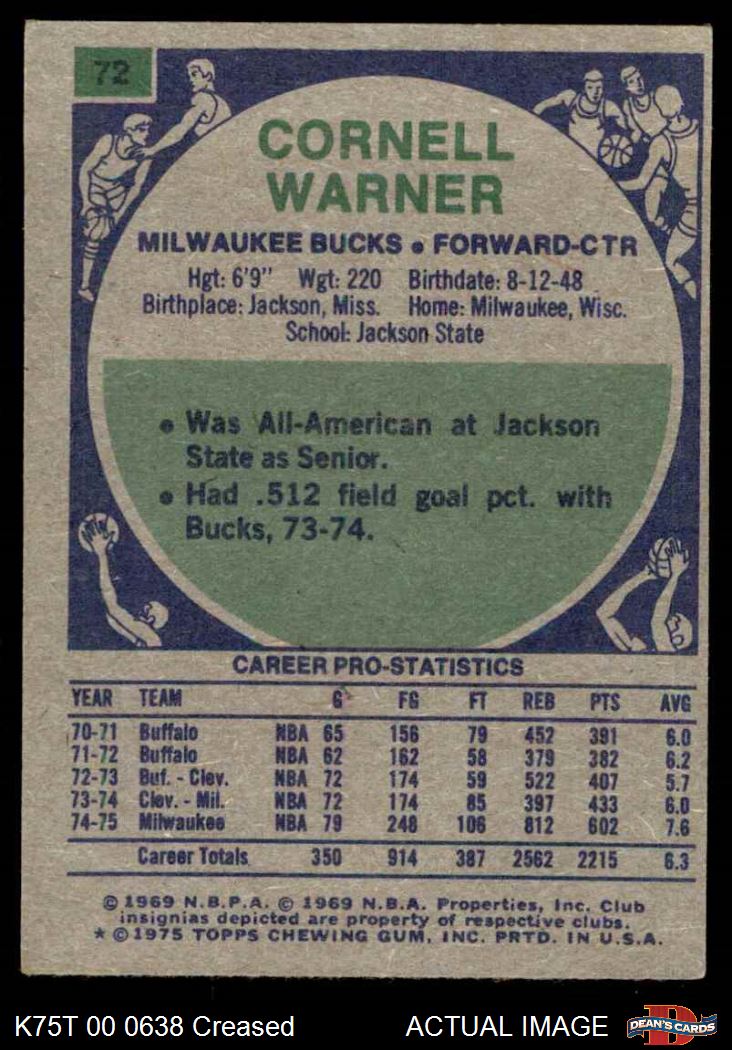 72
CORNELL
WARNER
MILWAUKEE BUCKS • FORWARD-CTR
Hgt: 6'9" Wgt: 220 Birthdate: 8-12-48
Birthplace: Jackson, Miss. Home: Milwaukee, Wisc.
School: Jackson State
• Was All-American at Jackson
State as Senior.
• Had .512 field goal pct. with
Bucks, 73-74.
CAREER PRO-STATISTICS
YEAR TEAM G FG FT REB PTS AVG
70-71 Buffalo NBA 65 156 79 452 391 6.0
71-72 Buffalo NBA 62 162 58 379 382 6.2
72-73 Buf. - Clev. NBA 72 174 59 522 407 5.7
73-74 Clev. - Mil. NBA 72 174 85 397 433 6.0
74-75 Milwaukee NBA 79 248 106 812 602 7.6
Career Totals 350 914 387 2562 2215 6.3
© 1969 N.B.P.A. © 1969 N.B.A. Properties, Inc. Club
insignias depicted are property of respective clubs.
* © 1975 TOPPS CHEWING GUM, INC. PRTD. IN U.S.A.
K75T 00 0638 Creased ACTUAL IMAGE
D
DEAN'S CARDS